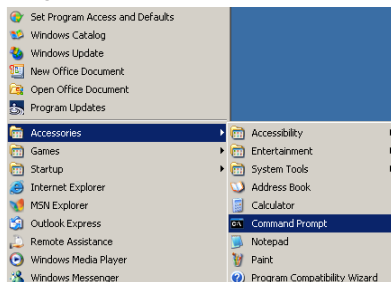 Set Program Access and Defaults
Windows Catalog
Windows Update
New Office Document
Open Office Document
Program Updates
Accessories
Games
Startup
Internet Explorer
MSN Explorer
Outlook Express
Remote Assistance
Windows Media Player
Windows Messenger
Accessibility
Entertainment
System Tools
Address Book
Calculator
Command Prompt
Notepad
Paint
Program Compatibility Wizard